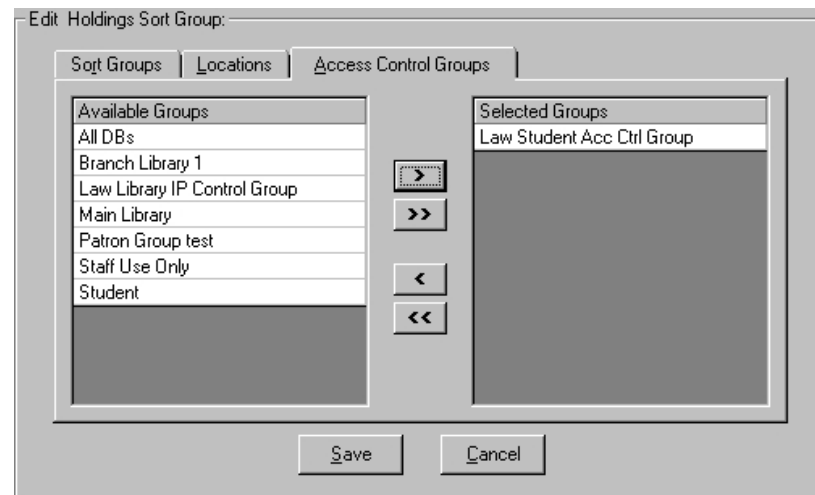 Edit Holdings Sort Group:
Sort Groups Locations Access Control Groups
Available Groups
All DBs
Branch Library 1
Law Library IP Control Group
Main Library
Patron Group test
Staff Use Only
Student
>
>>
<
<<
Selected Groups
Law Student Acc Ctrl Group
Save Cancel